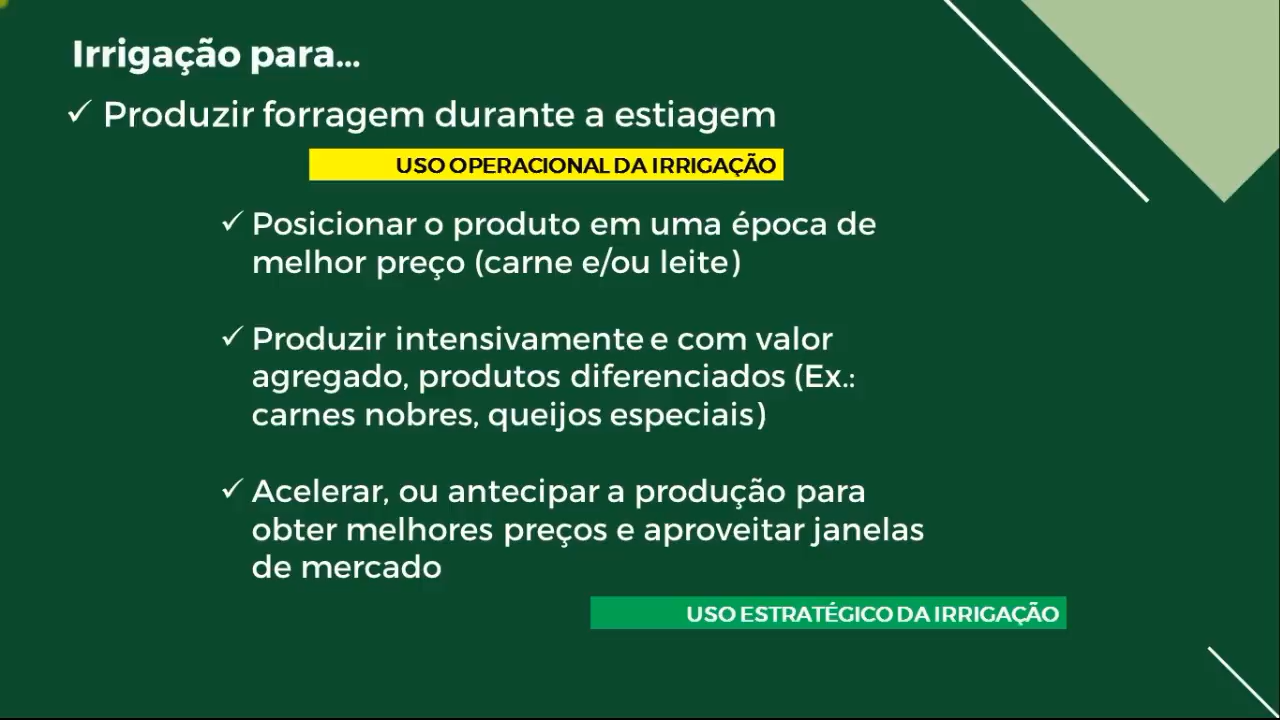 Irrigação para...
✓ Produzir forragem durante a estiagem
USO OPERACIONAL DA IRRIGAÇÃO
✓ Posicionar o produto em uma época de
melhor preço (carne e/ou leite)
✓ Produzir intensivamente e com valor
agregado, produtos diferenciados (Ex.:
carnes nobres, queijos especiais)
✓ Acelerar, ou antecipar a produção para
obter melhores preços e aproveitar janelas
de mercado
USO ESTRATÉGICO DA IRRIGAÇÃO